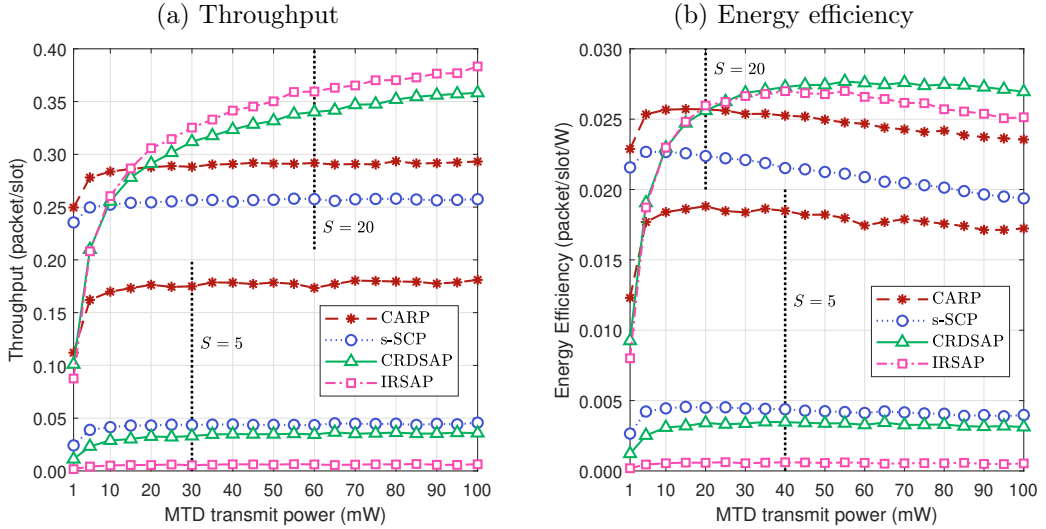 (a) Throughput
Throughput (packet/slot)
0.40
0.35
0.30
0.25
0.20
0.15
0.10
0.05
0.00
S = 20
S = 5
CARP
s-SCP
CRDSAP
IRSAP
1 10 20 30 40 50 60 70 80 90 100
MTD transmit power (mW)
(b) Energy efficiency
Energy Efficiency (packet/slot/W)
0.030
0.025
0.020
0.015
0.010
0.005
0.000
S = 20
S = 5
CARP
s-SCP
CRDSAP
IRSAP
1 10 20 30 40 50 60 70 80 90 100
MTD transmit power (mW)